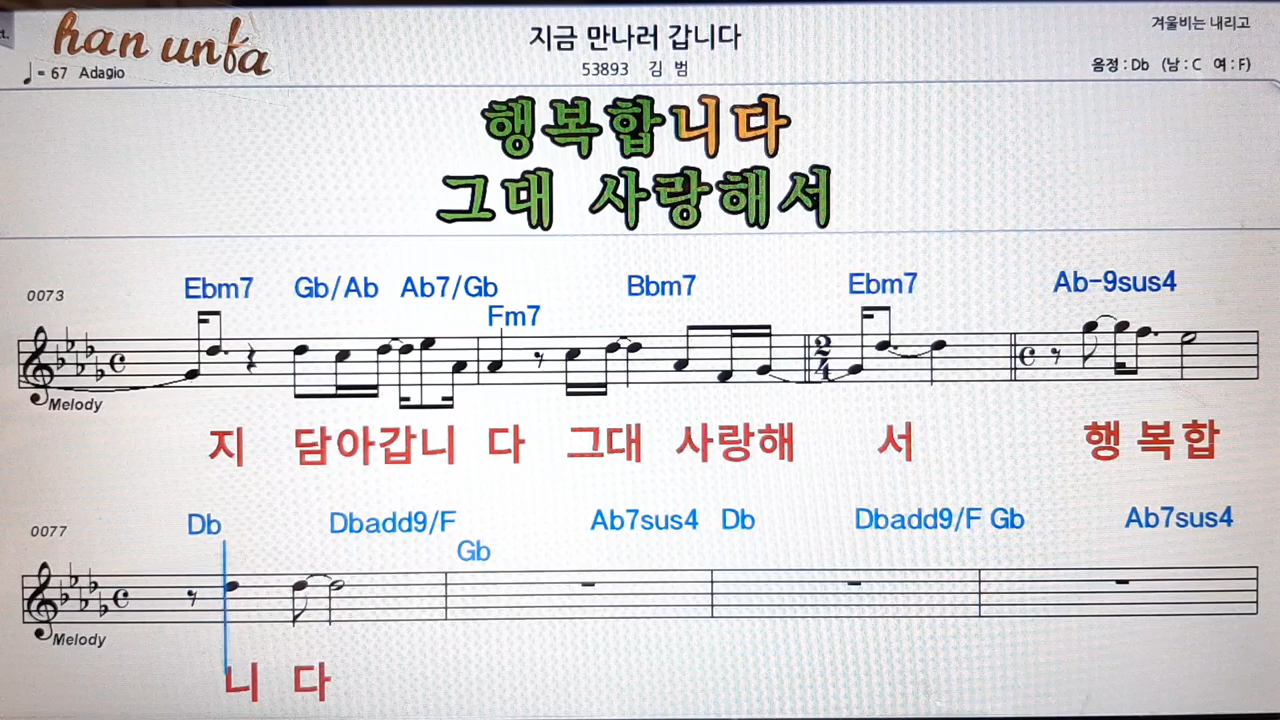 han unfa
지금 만나러 갑니다
겨울비는 내리고
♩= 67 Adagio
53893 김 범
음정 : Db (남 : C 여 : F)
행복합니다
그대 사랑해서
0073
Ebm7 Gb/Ab Ab7/Gb Fm7 Bbm7 Ebm7 Ab-9sus4
2
4
Melody
지 담아갑니 다 그대 사랑해 서 행 복합
0077
Db Dbadd9/F Gb Ab7sus4 Db Dbadd9/F Gb Ab7sus4
Melody
니 다